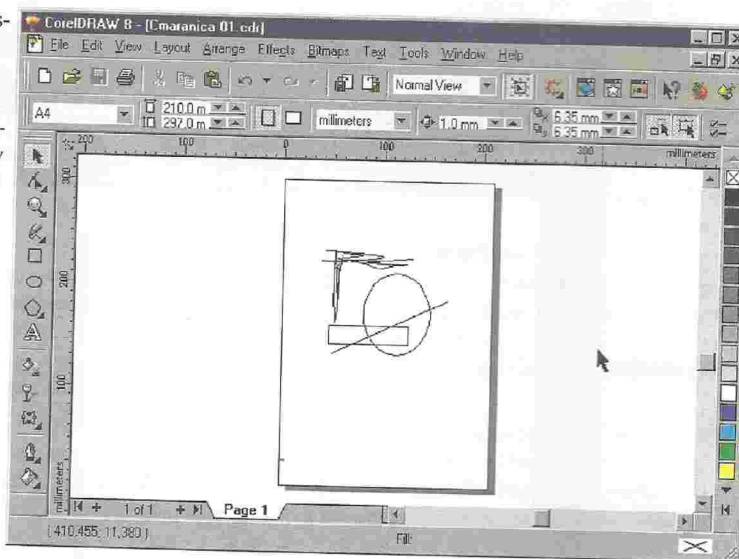 CorelDRAW 8 - [Cmaranica 01.cdr]
File Edit View Layout Arrange Effects Bitmaps Text Tools Window Help
Normal View
A4
210.0 m
297.0 m
millimeters
1.0 mm
6.35 mm
6.35 mm
200 100 0 100 200 300 millimeters
300
200
100
millimeters
1 of 1
Page 1
( 410,455, 11,380 )
Fill: